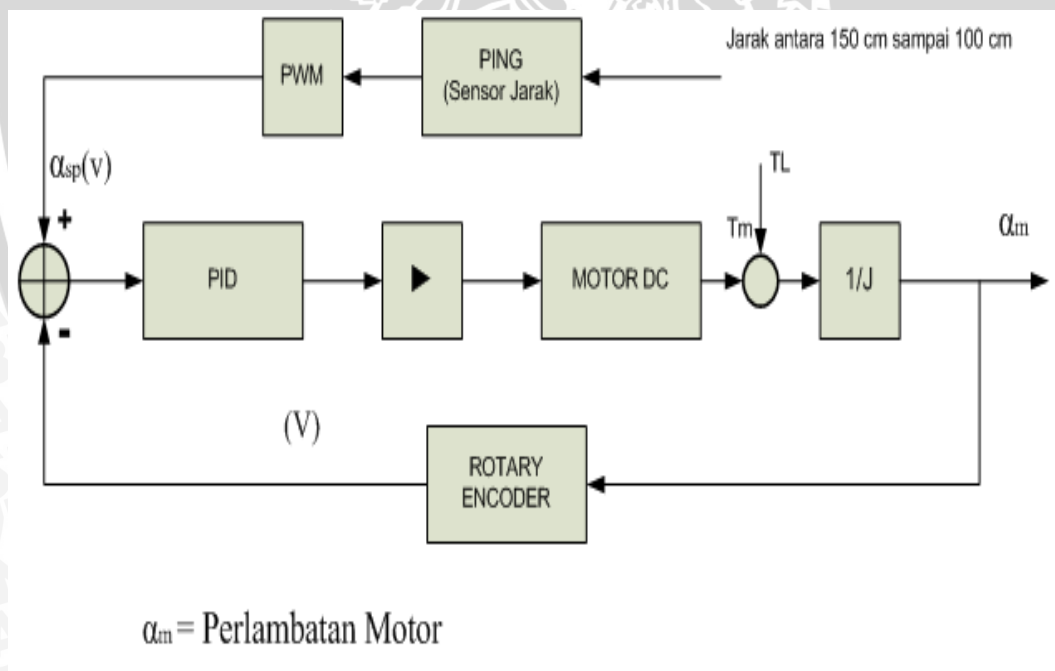 Jarak antara 150 cm sampai 100 cm
PWM
PING
(Sensor Jarak)
αsp(v)
+
TL
Tm
αm
PID
MOTOR DC
1/J
-
(V)
ROTARY
ENCODER
αm = Perlambatan Motor